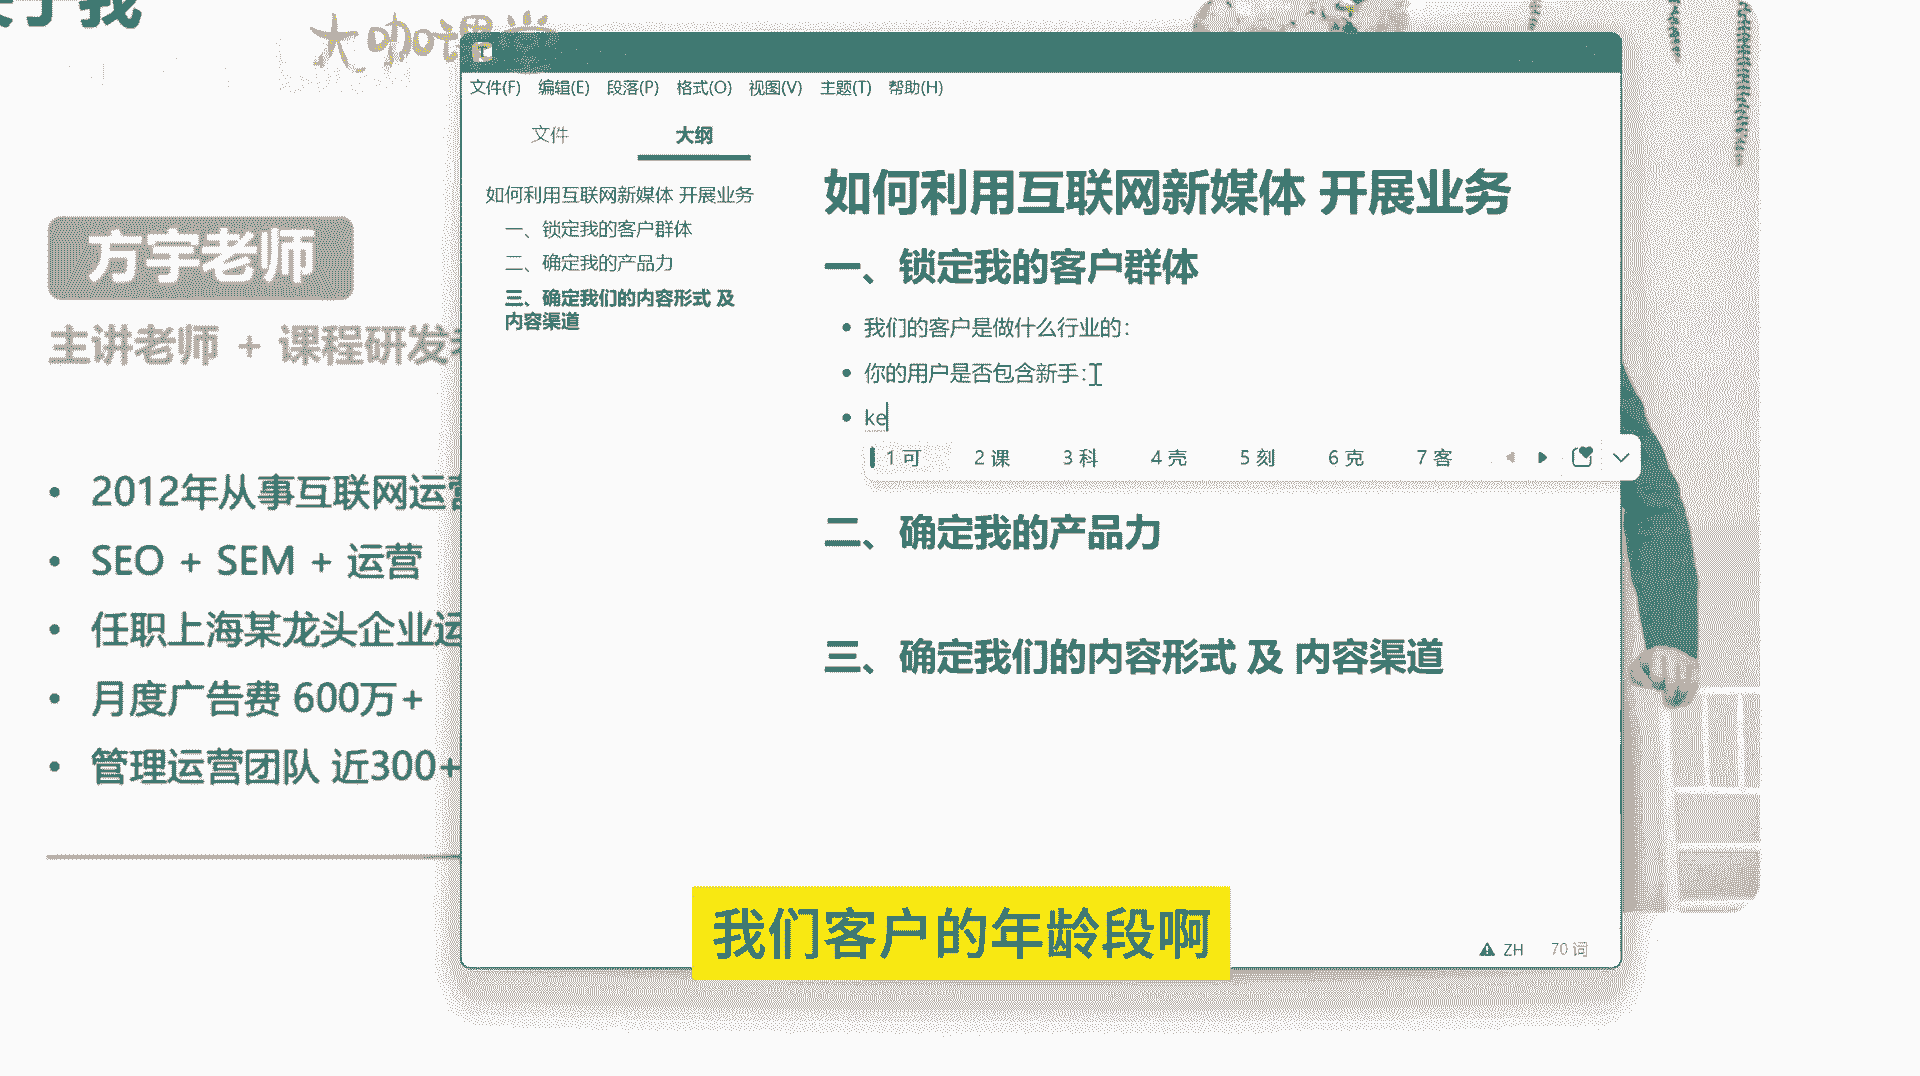 大咖课堂
方宇老师
主讲老师 + 课程研发
• 2012年从事互联网运营
• SEO + SEM + 运营
• 任职上海某龙头企业运
• 月度广告费 600万+
• 管理运营团队 近300+
文件(F) 编辑(E) 段落(P) 格式(O) 视图(V) 主题(T) 帮助(H)
文件 大纲
如何利用互联网新媒体 开展业务
一、锁定我的客户群体
二、确定我的产品力
三、确定我们的内容形式 及
内容渠道
如何利用互联网新媒体 开展业务
一、锁定我的客户群体
• 我们的客户是做什么行业的:
• 你的用户是否包含新手:
• ke
1 可 2 课 3 科 4 壳 5 刻 6 克 7 客
二、确定我的产品力
三、确定我们的内容形式 及 内容渠道
我们客户的年龄段啊
ZH 70 词